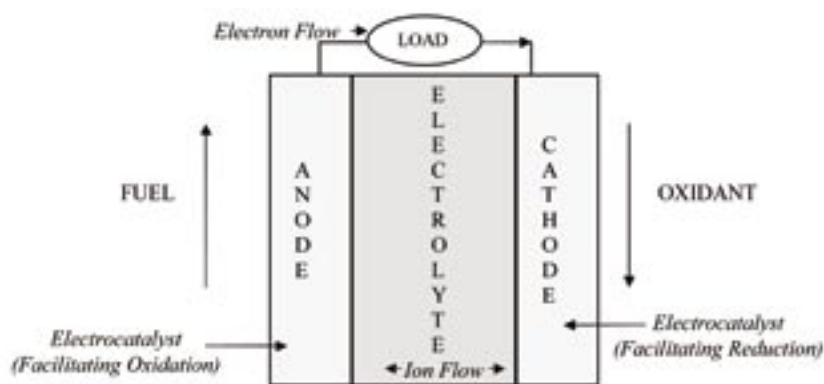 Electron Flow
LOAD
FUEL
ANODE
ELECTROLYTE
CATHODE
OXIDANT
Electrocatalyst
(Facilitating Oxidation)
Ion Flow
Electrocatalyst
(Facilitating Reduction)